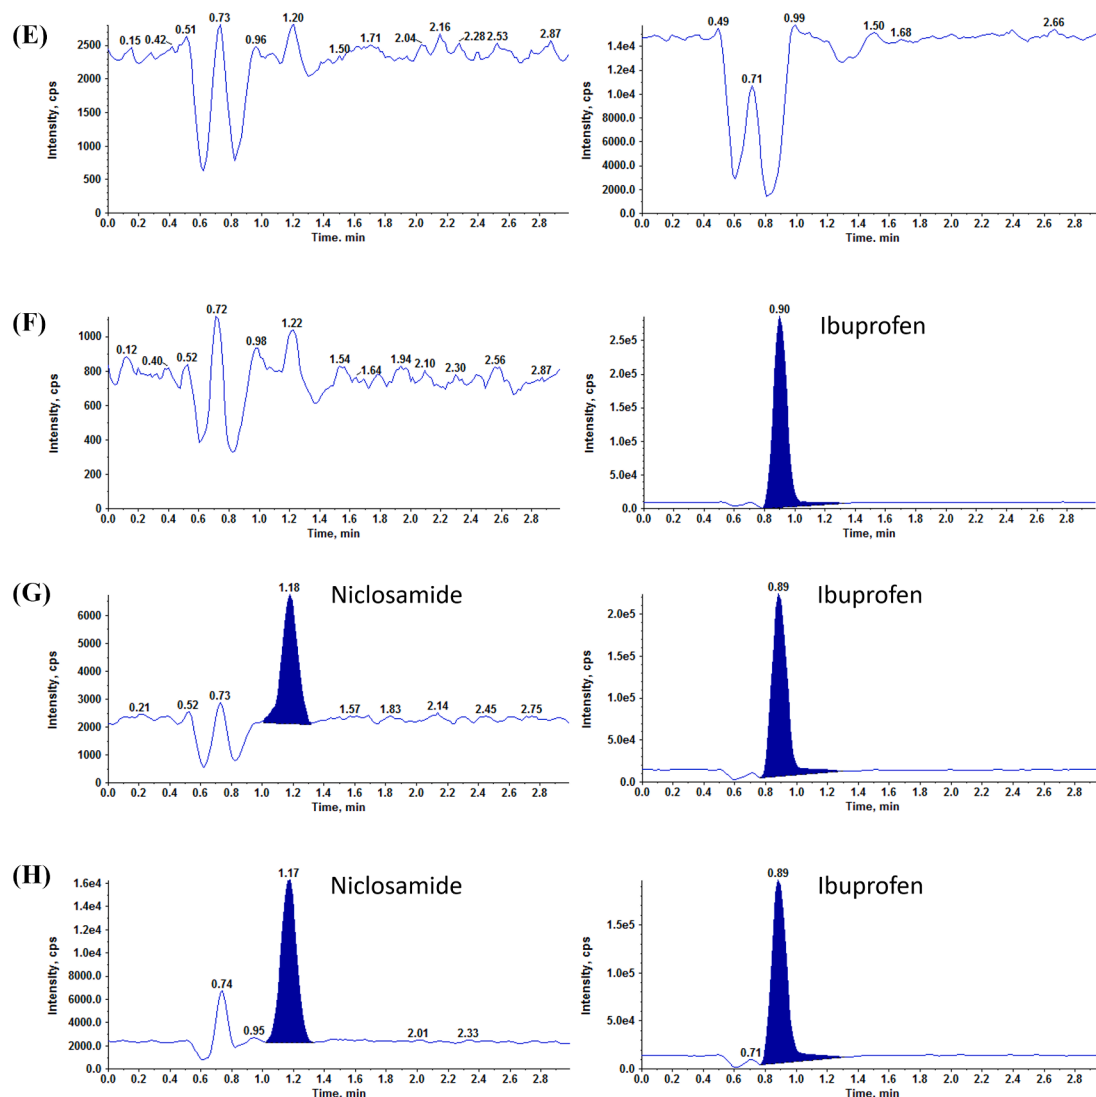 (E)
0.15 0.42 0.51 0.73 0.96 1.20 1.50 1.71 2.04 2.16 2.28 2.53 2.87
2500
2000
1500
1000
500
0
Intensity, cps
0.0 0.2 0.4 0.6 0.8 1.0 1.2 1.4 1.6 1.8 2.0 2.2 2.4 2.6 2.8
Time, min
0.49 0.71 0.99 1.50 1.68 2.66
1.4e4
1.2e4
1.0e4
8000.0
6000.0
4000.0
2000.0
0.0
Intensity, cps
0.0 0.2 0.4 0.6 0.8 1.0 1.2 1.4 1.6 1.8 2.0 2.2 2.4 2.6 2.8
Time, min
(F)
0.12 0.40 0.52 0.72 0.98 1.22 1.54 1.64 1.94 2.10 2.30 2.56 2.87
1000
800
600
400
200
0
Intensity, cps
0.0 0.2 0.4 0.6 0.8 1.0 1.2 1.4 1.6 1.8 2.0 2.2 2.4 2.6 2.8
Time, min
0.90
Ibuprofen
2.5e5
2.0e5
1.5e5
1.0e5
5.0e4
0.0
Intensity, cps
0.0 0.2 0.4 0.6 0.8 1.0 1.2 1.4 1.6 1.8 2.0 2.2 2.4 2.6 2.8
Time, min
(G)
Niclosamide
0.21 0.52 0.73 1.18 1.57 1.83 2.14 2.45 2.75
6000
5000
4000
3000
2000
1000
0
Intensity, cps
0.0 0.2 0.4 0.6 0.8 1.0 1.2 1.4 1.6 1.8 2.0 2.2 2.4 2.6 2.8
Time, min
0.89
Ibuprofen
2.0e5
1.5e5
1.0e5
5.0e4
0.0
Intensity, cps
0.0 0.2 0.4 0.6 0.8 1.0 1.2 1.4 1.6 1.8 2.0 2.2 2.4 2.6 2.8
Time, min
(H)
Niclosamide
0.74 0.95 1.17 2.01 2.33
1.6e4
1.4e4
1.2e4
1.0e4
8000.0
6000.0
4000.0
2000.0
0.0
Intensity, cps
0.0 0.2 0.4 0.6 0.8 1.0 1.2 1.4 1.6 1.8 2.0 2.2 2.4 2.6 2.8
Time, min
0.71 0.89
Ibuprofen
1.5e5
1.0e5
5.0e4
0.0
Intensity, cps
0.0 0.2 0.4 0.6 0.8 1.0 1.2 1.4 1.6 1.8 2.0 2.2 2.4 2.6 2.8
Time, min